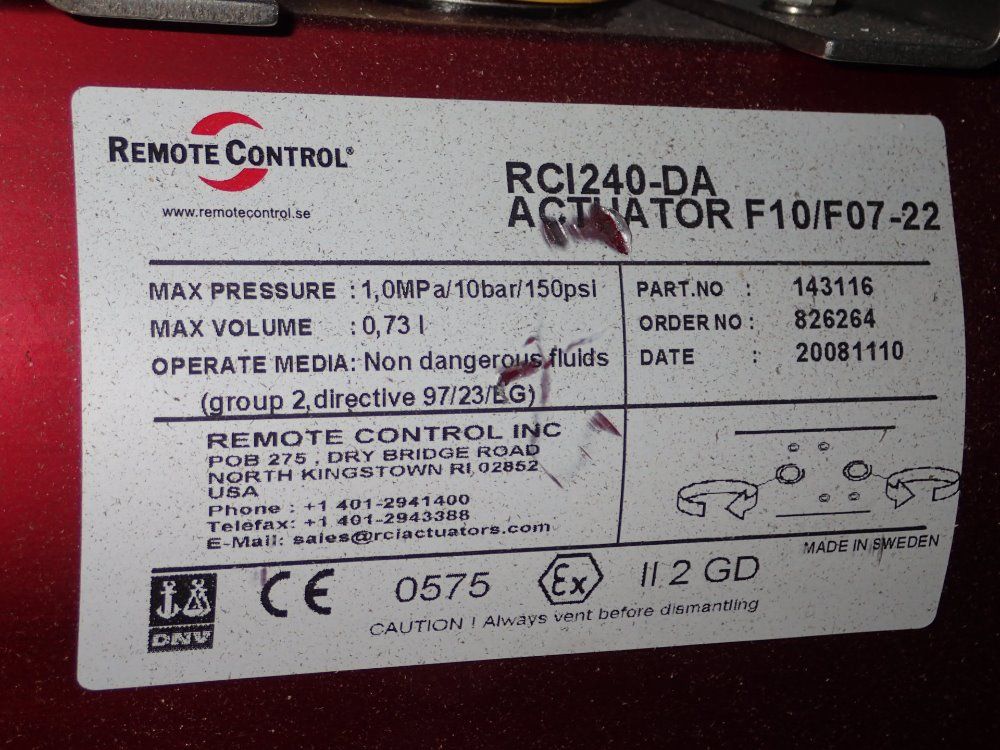 REMOTE CONTROL®
www.remotecontrol.se
RCI240-DA
ACTUATOR F10/F07-22
MAX PRESSURE : 1,0MPa/10bar/150psi
MAX VOLUME : 0,73 l
OPERATE MEDIA: Non dangerous fluids
(group 2,directive 97/23/EG)
PART.NO : 143116
ORDER NO : 826264
DATE : 20081110
REMOTE CONTROL INC
POB 275 , DRY BRIDGE ROAD
NORTH KINGSTOWN RI, 02852
USA
Phone : +1 401-2941400
Telefax: +1 401-2943388
E-Mail: sales@rciactuators.com
MADE IN SWEDEN
DNV
CE 0575 Ex II 2 GD
CAUTION ! Always vent before dismantling